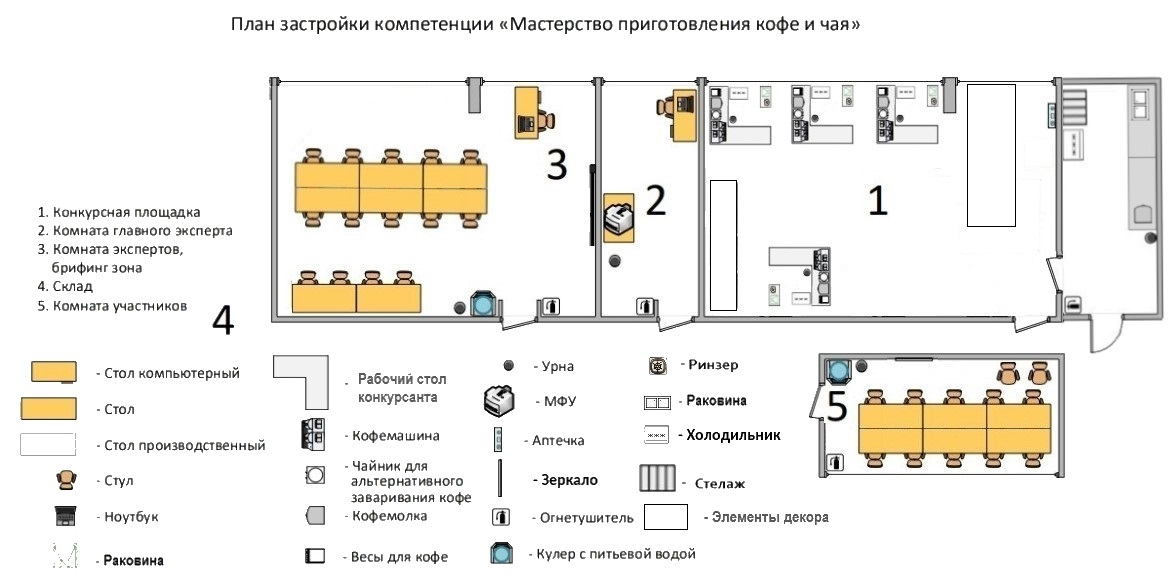 План застройки компетенции «Мастерство приготовления кофе и чая»
3
2
1
1. Конкурсная площадка
2. Комната главного эксперта
3. Комната экспертов,
брифинг зона
4. Склад
5. Комната участников
4
5
- Стол компьютерный
- Стол
- Стол производственный
- Стул
- Ноутбук
- Раковина
- Рабочий стол
конкурсанта
- Кофемашина
- Чайник для
альтернативного
заваривания кофе
- Кофемолка
- Весы для кофе
- Урна
- МФУ
- Аптечка
- Зеркало
- Огнетушитель
- Кулер с питьевой водой
- Ринзер
- Раковина
- Холодильник
- Стелаж
- Элементы декора